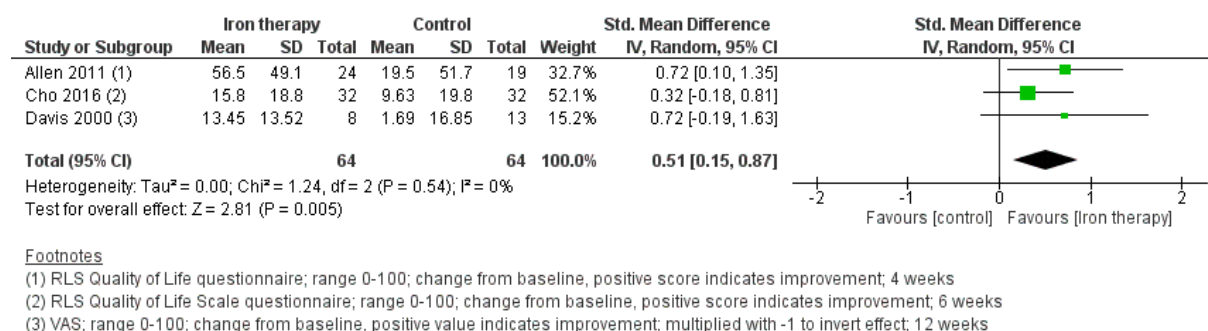 Iron therapy Control Std. Mean Difference Std. Mean Difference
Study or Subgroup Mean SD Total Mean SD Total Weight IV, Random, 95% CI IV, Random, 95% CI
Allen 2011 (1) 56.5 49.1 24 19.5 51.7 19 32.7% 0.72 [0.10, 1.35]
Cho 2016 (2) 15.8 18.8 32 9.63 19.8 32 52.1% 0.32 [-0.18, 0.81]
Davis 2000 (3) 13.45 13.52 8 1.69 16.85 13 15.2% 0.72 [-0.19, 1.63]
Total (95% CI) 64 64 100.0% 0.51 [0.15, 0.87]
Heterogeneity: Tau² = 0.00; Chi² = 1.24, df = 2 (P = 0.54); I² = 0%
Test for overall effect: Z = 2.81 (P = 0.005)
-2 -1 0 1 2
Favours [control] Favours [Iron therapy]
Footnotes
(1) RLS Quality of Life questionnaire; range 0-100; change from baseline, positive score indicates improvement; 4 weeks
(2) RLS Quality of Life Scale questionnaire; range 0-100; change from baseline, positive score indicates improvement; 6 weeks
(3) VAS; range 0-100; change from baseline, positive value indicates improvement; multiplied with -1 to invert effect; 12 weeks